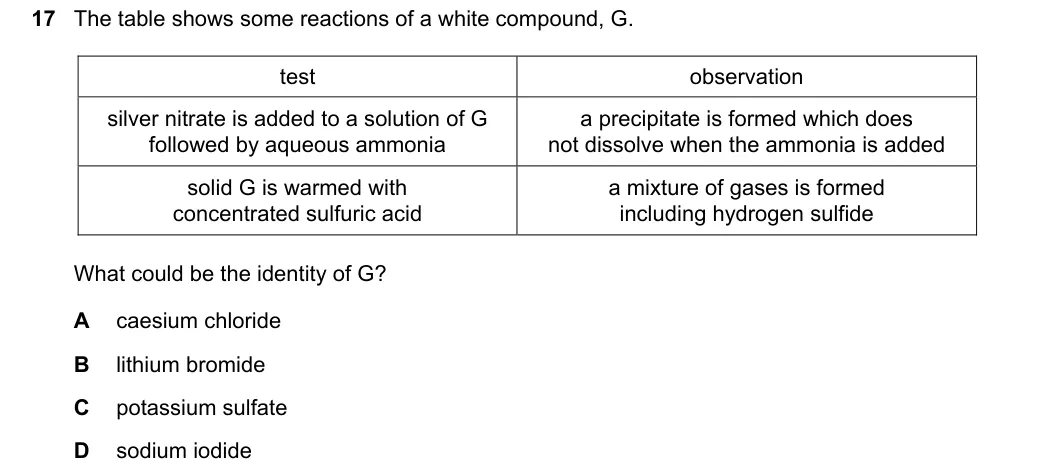 17 The table shows some reactions of a white compound, G.
test observation
silver nitrate is added to a solution of G a precipitate is formed which does
followed by aqueous ammonia not dissolve when the ammonia is added
solid G is warmed with a mixture of gases is formed
concentrated sulfuric acid including hydrogen sulfide
What could be the identity of G?
A caesium chloride
B lithium bromide
C potassium sulfate
D sodium iodide